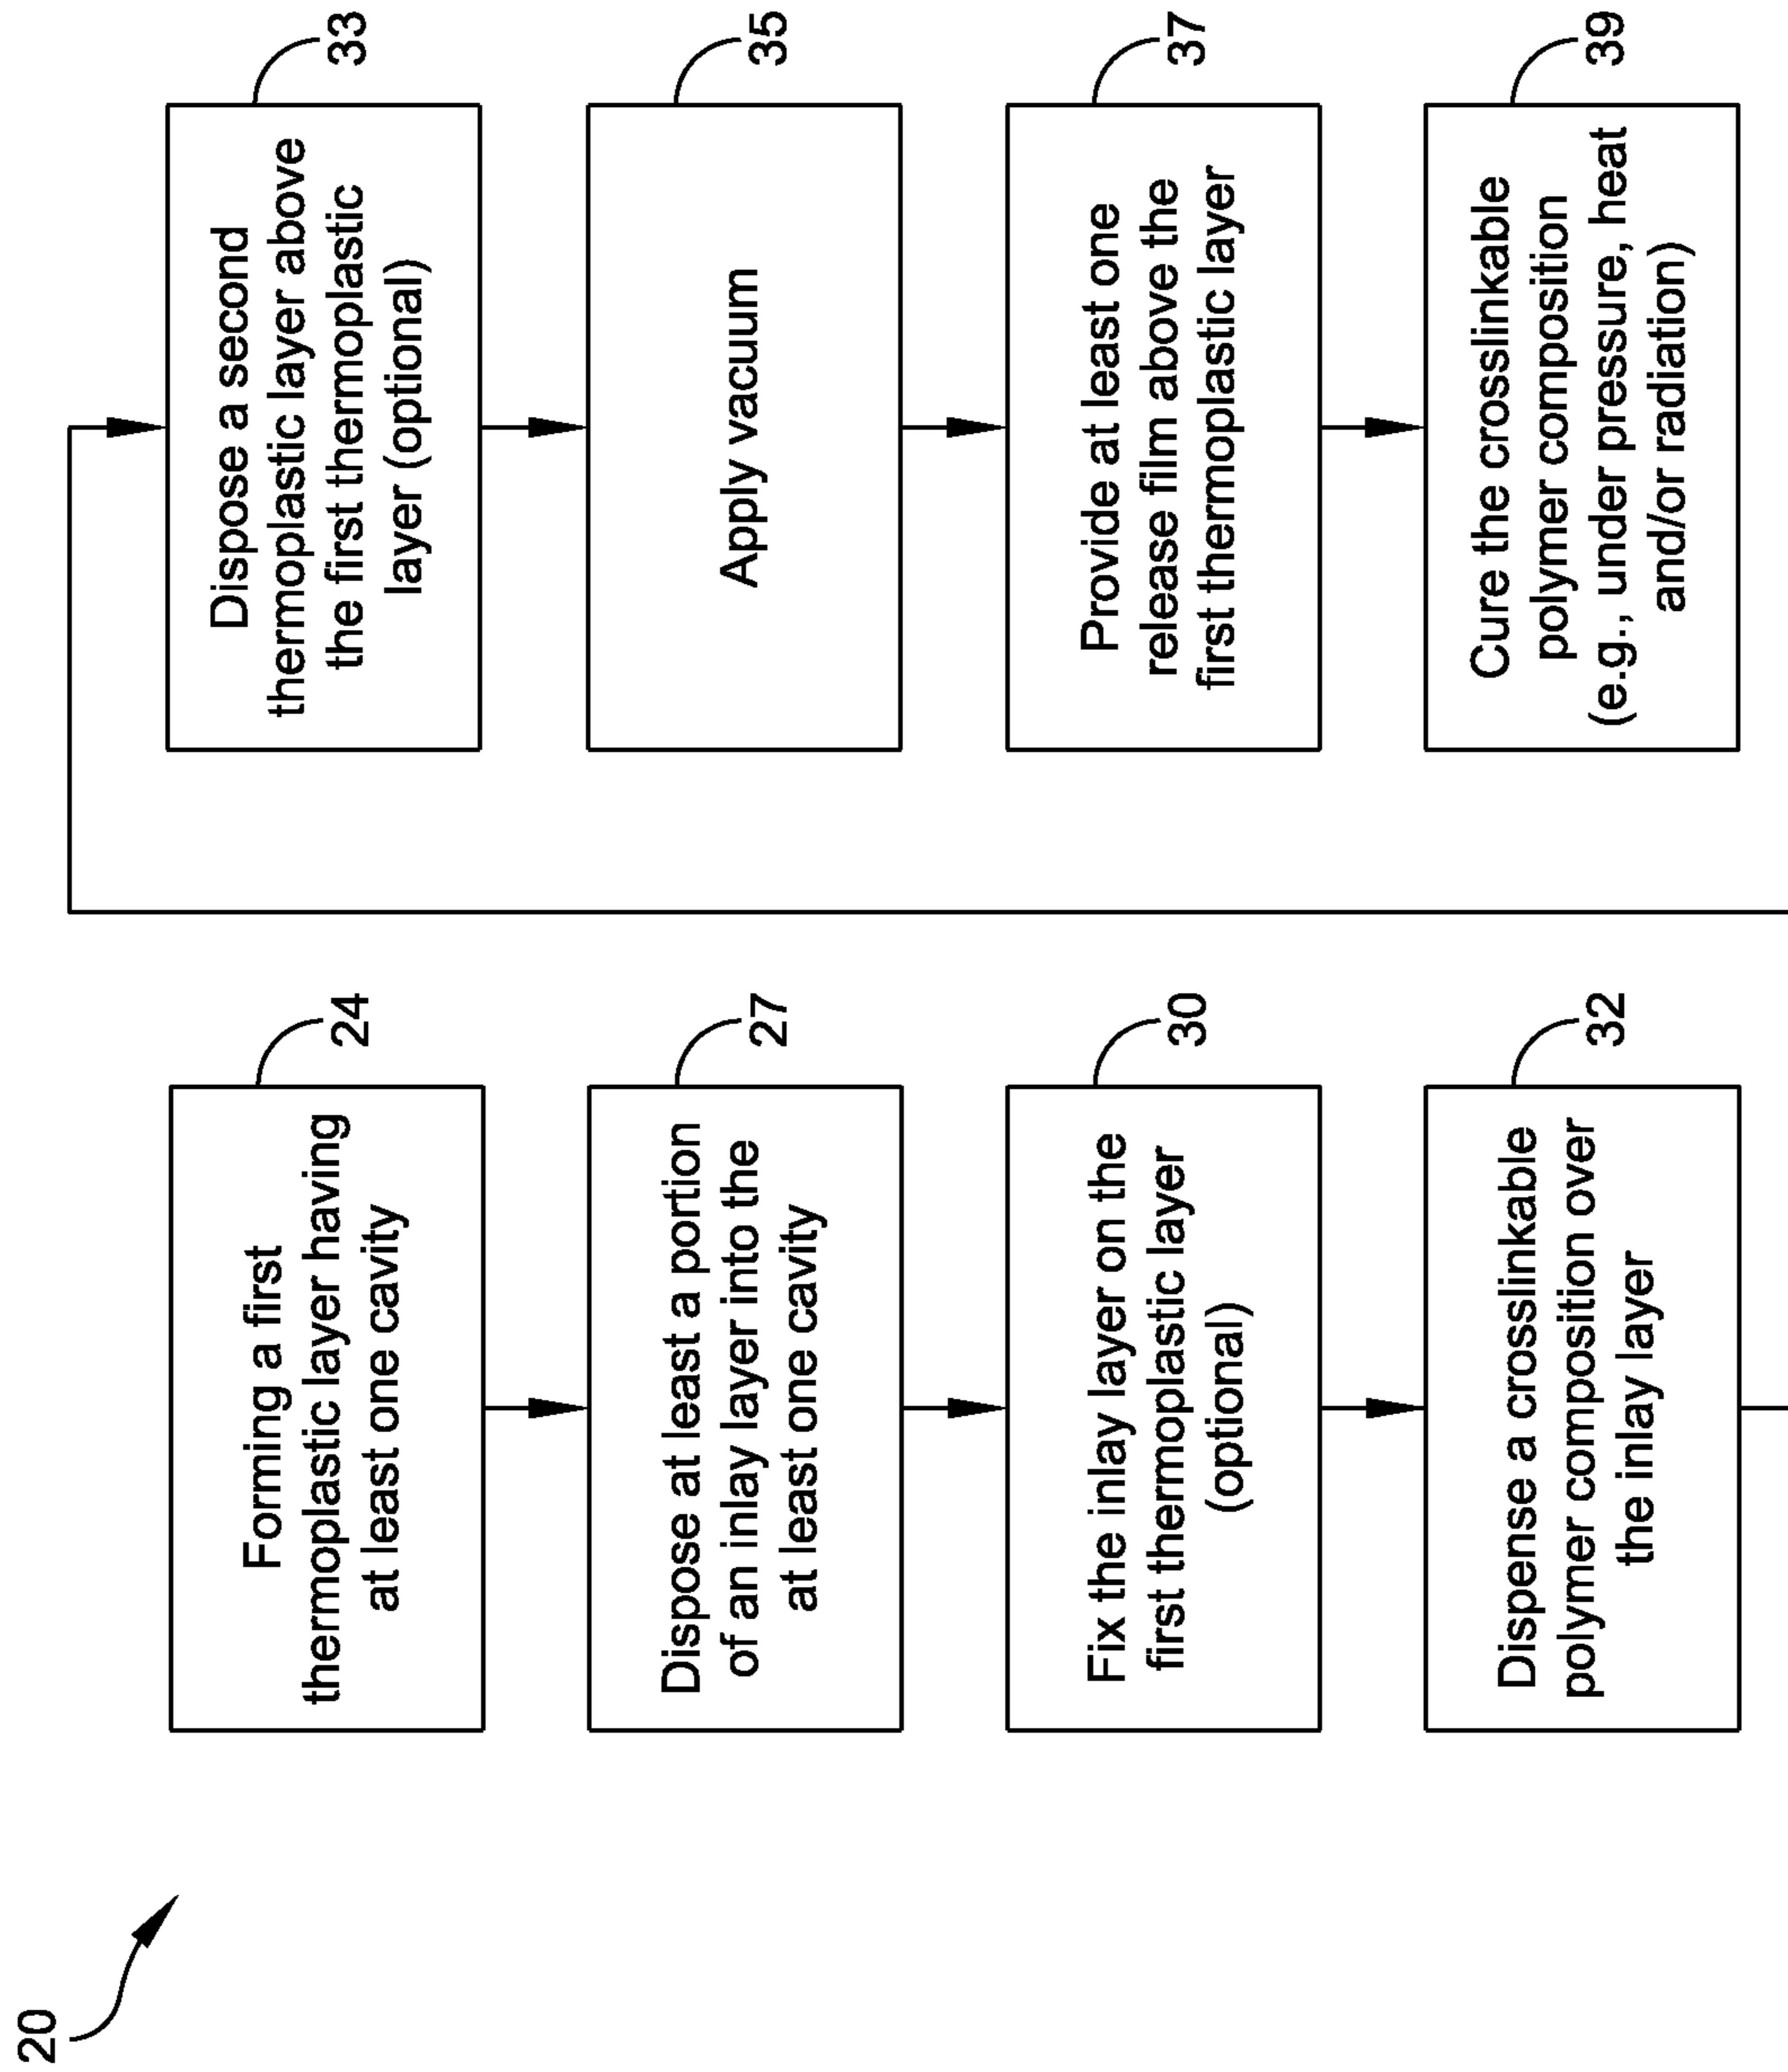 20
Forming a first
thermoplastic layer having
at least one cavity
24
Dispose at least a portion
of an inlay layer into the
at least one cavity
27
Fix the inlay layer on the
first thermoplastic layer
(optional)
30
Dispense a crosslinkable
polymer composition over
the inlay layer
32
Dispose a second
thermoplastic layer above
the first thermoplastic
layer (optional)
33
Apply vacuum
35
Provide at least one
release film above the
first thermoplastic layer
37
Cure the crosslinkable
polymer composition
(e.g., under pressure, heat
and/or radiation)
39